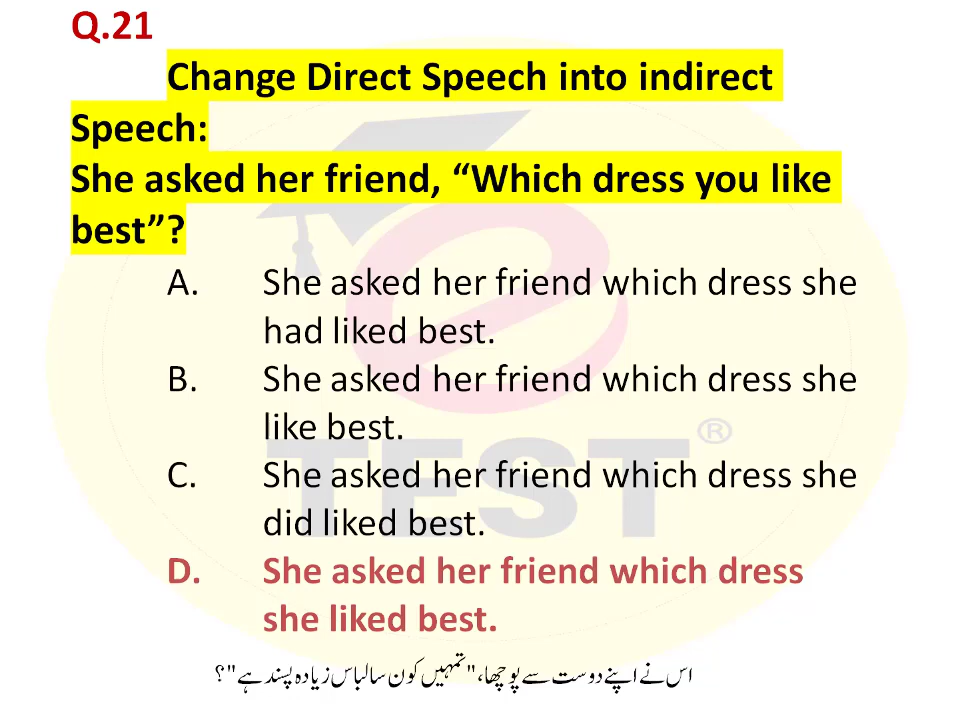 Q.21
Change Direct Speech into indirect
Speech:
She asked her friend, “Which dress you like
best”?
A. She asked her friend which dress she
had liked best.
B. She asked her friend which dress she
like best.
C. She asked her friend which dress she
did liked best.
D. She asked her friend which dress
she liked best.
اس نے اپنے دوست سے پوچھا، "تمہیں کون سا لباس زیادہ پسند ہے"؟
e
TEST®